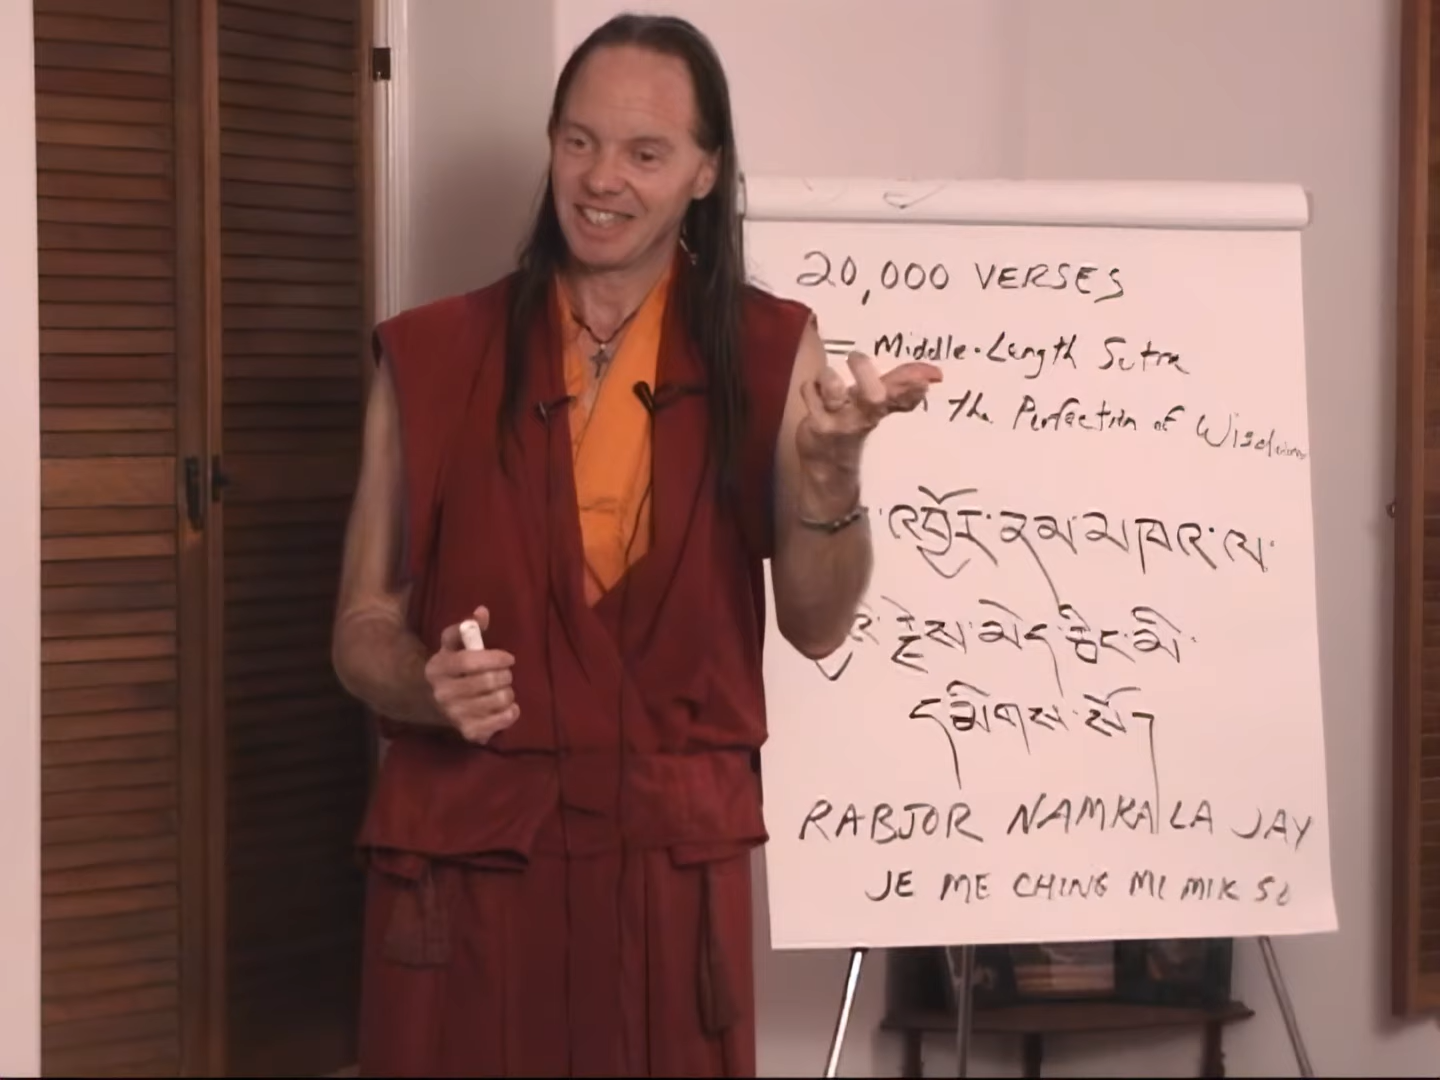 20,000 VERSES
= Middle-Length Sutra
the Perfection of Wisdom
འབྱོར་ནམ་མཁའ་ལ་
རྗེས་མེད་ཅིང་མི་
དམིགས་སོ།
RABJOR NAMKA LA JAY
JE ME CHING MI MIK SO